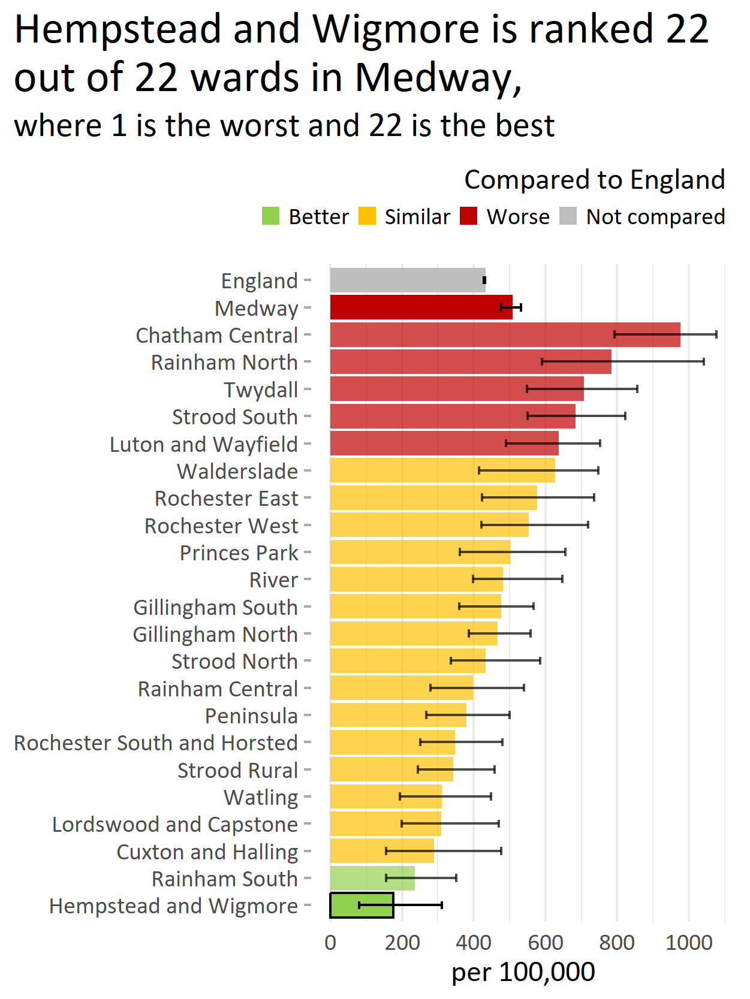 Hempstead and Wigmore is ranked 22
out of 22 wards in Medway,
where 1 is the worst and 22 is the best
Compared to England
Better Similar Worse Not compared
England
Medway
Chatham Central
Rainham North
Twydall
Strood South
Luton and Wayfield
Walderslade
Rochester East
Rochester West
Princes Park
River
Gillingham South
Gillingham North
Strood North
Rainham Central
Peninsula
Rochester South and Horsted
Strood Rural
Watling
Lordswood and Capstone
Cuxton and Halling
Rainham South
Hempstead and Wigmore
0 200 400 600 800 1000
per 100,000